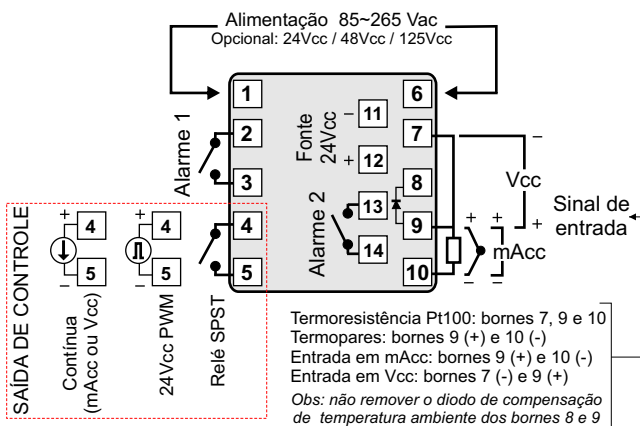 Alimentação 85~265 Vac
Opcional: 24Vcc / 48Vcc / 125Vcc
1
2
3
4
5
6
7
8
9
10
11
12
13
14
Alarme 1
Fonte
24Vcc
−
+
Alarme 2
−
Vcc
+
Sinal de
entrada
+ +
mAcc
− −
SAÍDA DE CONTROLE
+
4
5
−
Contínua
(mAcc ou Vcc)
+
4
5
−
24Vcc PWM
Relé SPST
Termoresistência Pt100: bornes 7, 9 e 10
Termopares: bornes 9 (+) e 10 (-)
Entrada em mAcc: bornes 9 (+) e 10 (-)
Entrada em Vcc: bornes 7 (-) e 9 (+)
Obs: não remover o diodo de compensação
de temperatura ambiente dos bornes 8 e 9